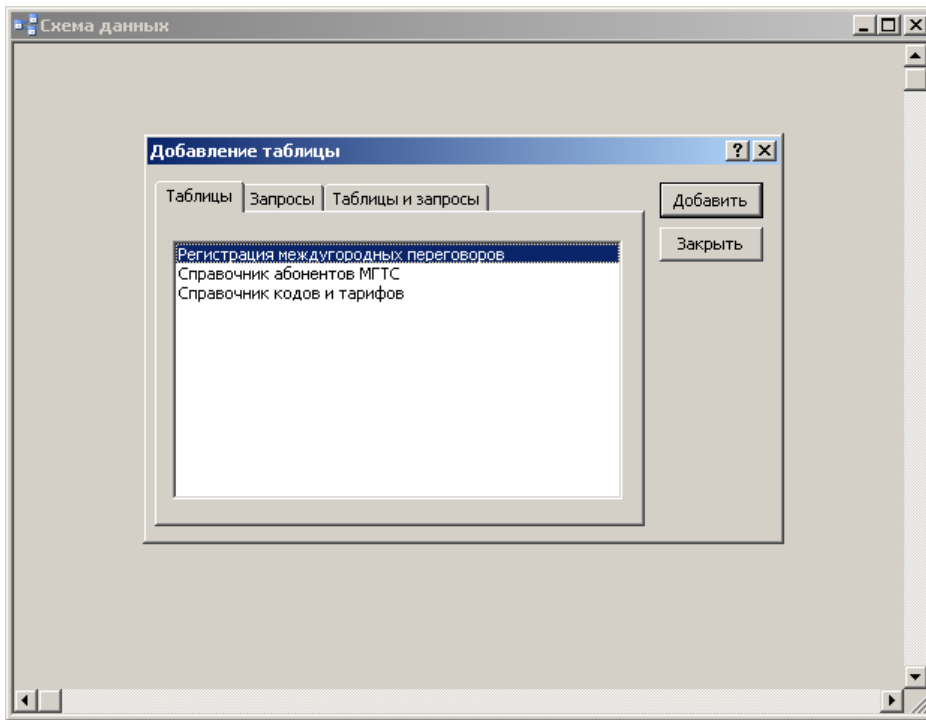 Схема данных
Добавление таблицы
Таблицы Запросы Таблицы и запросы
Добавить
Закрыть
Регистрация междугородных переговоров
Справочник абонентов МГТС
Справочник кодов и тарифов